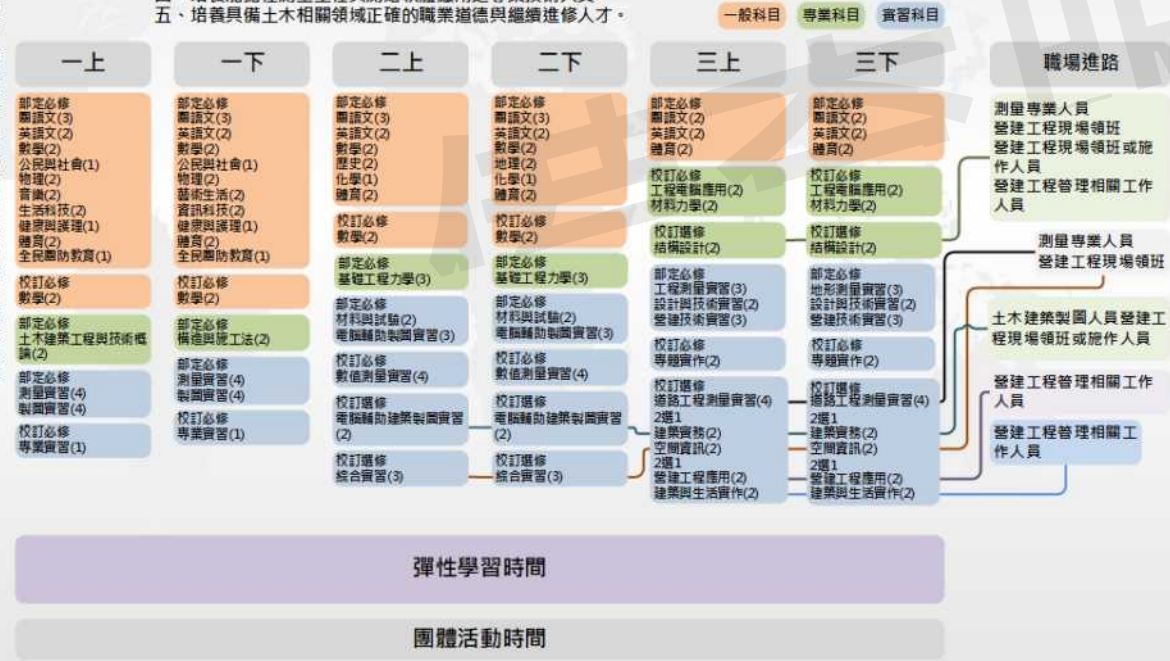 五、培養具備土木相關領域正確的職業道德與繼續進修人才。
一般科目
專業科目
實習科目
一上
一下
二上
二下
三上
三下
職場進路
部定必修
國語文(3)
英語文(2)
數學(2)
公民與社會(1)
物理(2)
音樂(2)
生活科技(2)
健康與護理(1)
體育(2)
全民國防教育(1)
校訂必修
數學(2)
部定必修
土木建築工程與技術概
論(2)
部定必修
測量實習(4)
製圖實習(4)
校訂必修
專業實習(1)
部定必修
國語文(3)
英語文(2)
數學(2)
公民與社會(1)
物理(2)
藝術生活(2)
資訊科技(2)
健康與護理(1)
體育(2)
全民國防教育(1)
校訂必修
數學(2)
部定必修
構造與施工法(2)
部定必修
測量實習(4)
製圖實習(4)
校訂必修
專業實習(1)
部定必修
國語文(3)
英語文(2)
數學(2)
歷史(2)
化學(1)
體育(2)
校訂必修
數學(2)
部定必修
基礎工程力學(3)
部定必修
材料與試驗(2)
電腦輔助製圖實習(3)
校訂必修
數值測量實習(4)
校訂選修
電腦輔助建築製圖實習
(2)
校訂選修
綜合實習(3)
部定必修
國語文(3)
英語文(2)
數學(2)
地理(2)
化學(1)
體育(2)
校訂必修
數學(2)
部定必修
基礎工程力學(3)
部定必修
材料與試驗(2)
電腦輔助製圖實習(3)
校訂必修
數值測量實習(4)
校訂選修
電腦輔助建築製圖實習
(2)
校訂選修
綜合實習(3)
部定必修
國語文(2)
英語文(2)
體育(2)
校訂必修
工程電腦應用(2)
材料力學(2)
校訂選修
結構設計(2)
部定必修
工程測量實習(3)
設計與技術實習(2)
營建技術實習(3)
校訂必修
專題實作(2)
校訂選修
道路工程測量實習(4)
2選1
建築實務(2)
空間資訊(2)
2選1
營建工程應用(2)
建築與生活實作(2)
部定必修
國語文(2)
英語文(2)
體育(2)
校訂必修
工程電腦應用(2)
材料力學(2)
校訂選修
結構設計(2)
部定必修
地形測量實習(3)
設計與技術實習(2)
營建技術實習(3)
校訂必修
專題實作(2)
校訂選修
道路工程測量實習(4)
2選1
建築實務(2)
空間資訊(2)
2選1
營建工程應用(2)
建築與生活實作(2)
測量專業人員
營建工程現場領班
營建工程現場領班或施
作人員
營建工程管理相關工作
人員
測量專業人員
營建工程現場領班
土木建築製圖人員營建工
程現場領班或施作人員
營建工程管理相關工作
人員
營建工程管理相關工
作人員
彈性學習時間
團體活動時間